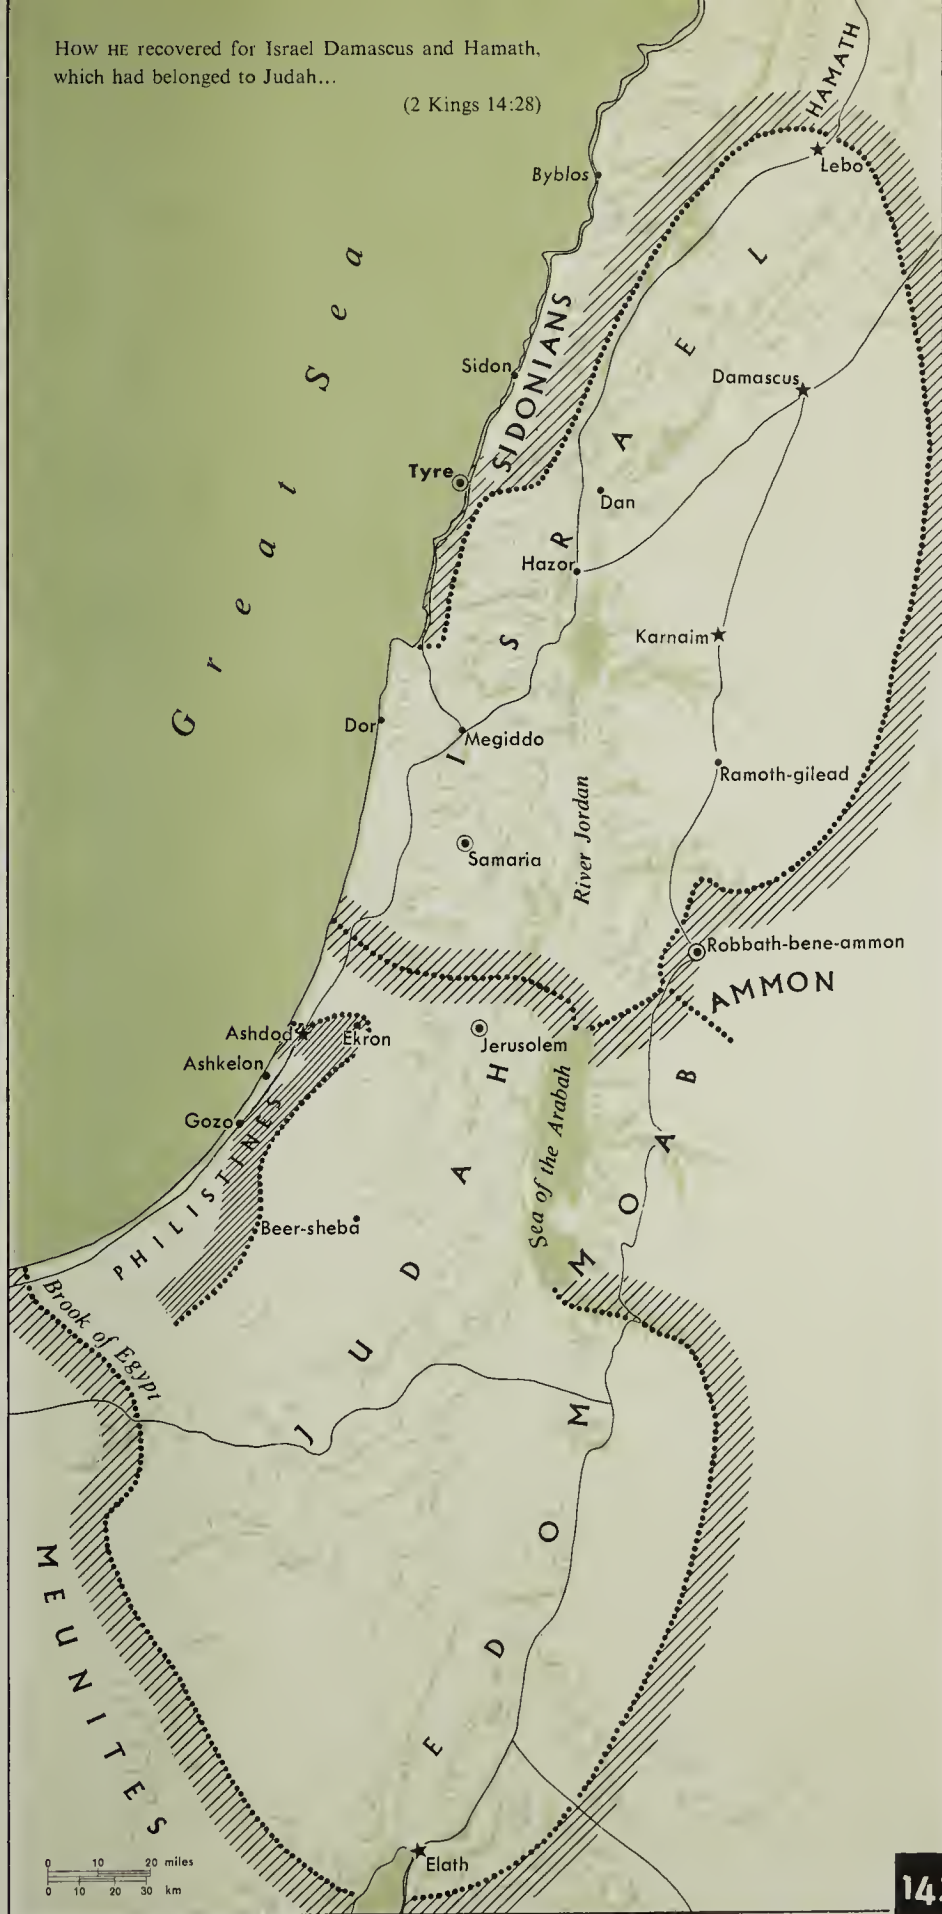 How HE recovered for Israel Damascus and Hamath,
which had belonged to Judah...
(2 Kings 14:28)
HAMATH
Lebo
Byblos
Great Sea
SIDONIANS
Sidon
Damascus
Tyre
Dan
ISRAEL
Hazor
Karnaim
Dor
Megiddo
Ramoth-gilead
River Jordan
Samaria
Robbath-bene-ammon
AMMON
Ashdod
Ekron
Jerusolem
Ashkelon
Gozo
PHILISTINES
Sea of the Arabah
MOAB
Beer-sheba
JUDAH
Brook of Egypt
EDOM
MEUNITES
Elath
0 10 20 miles
0 10 20 30 km